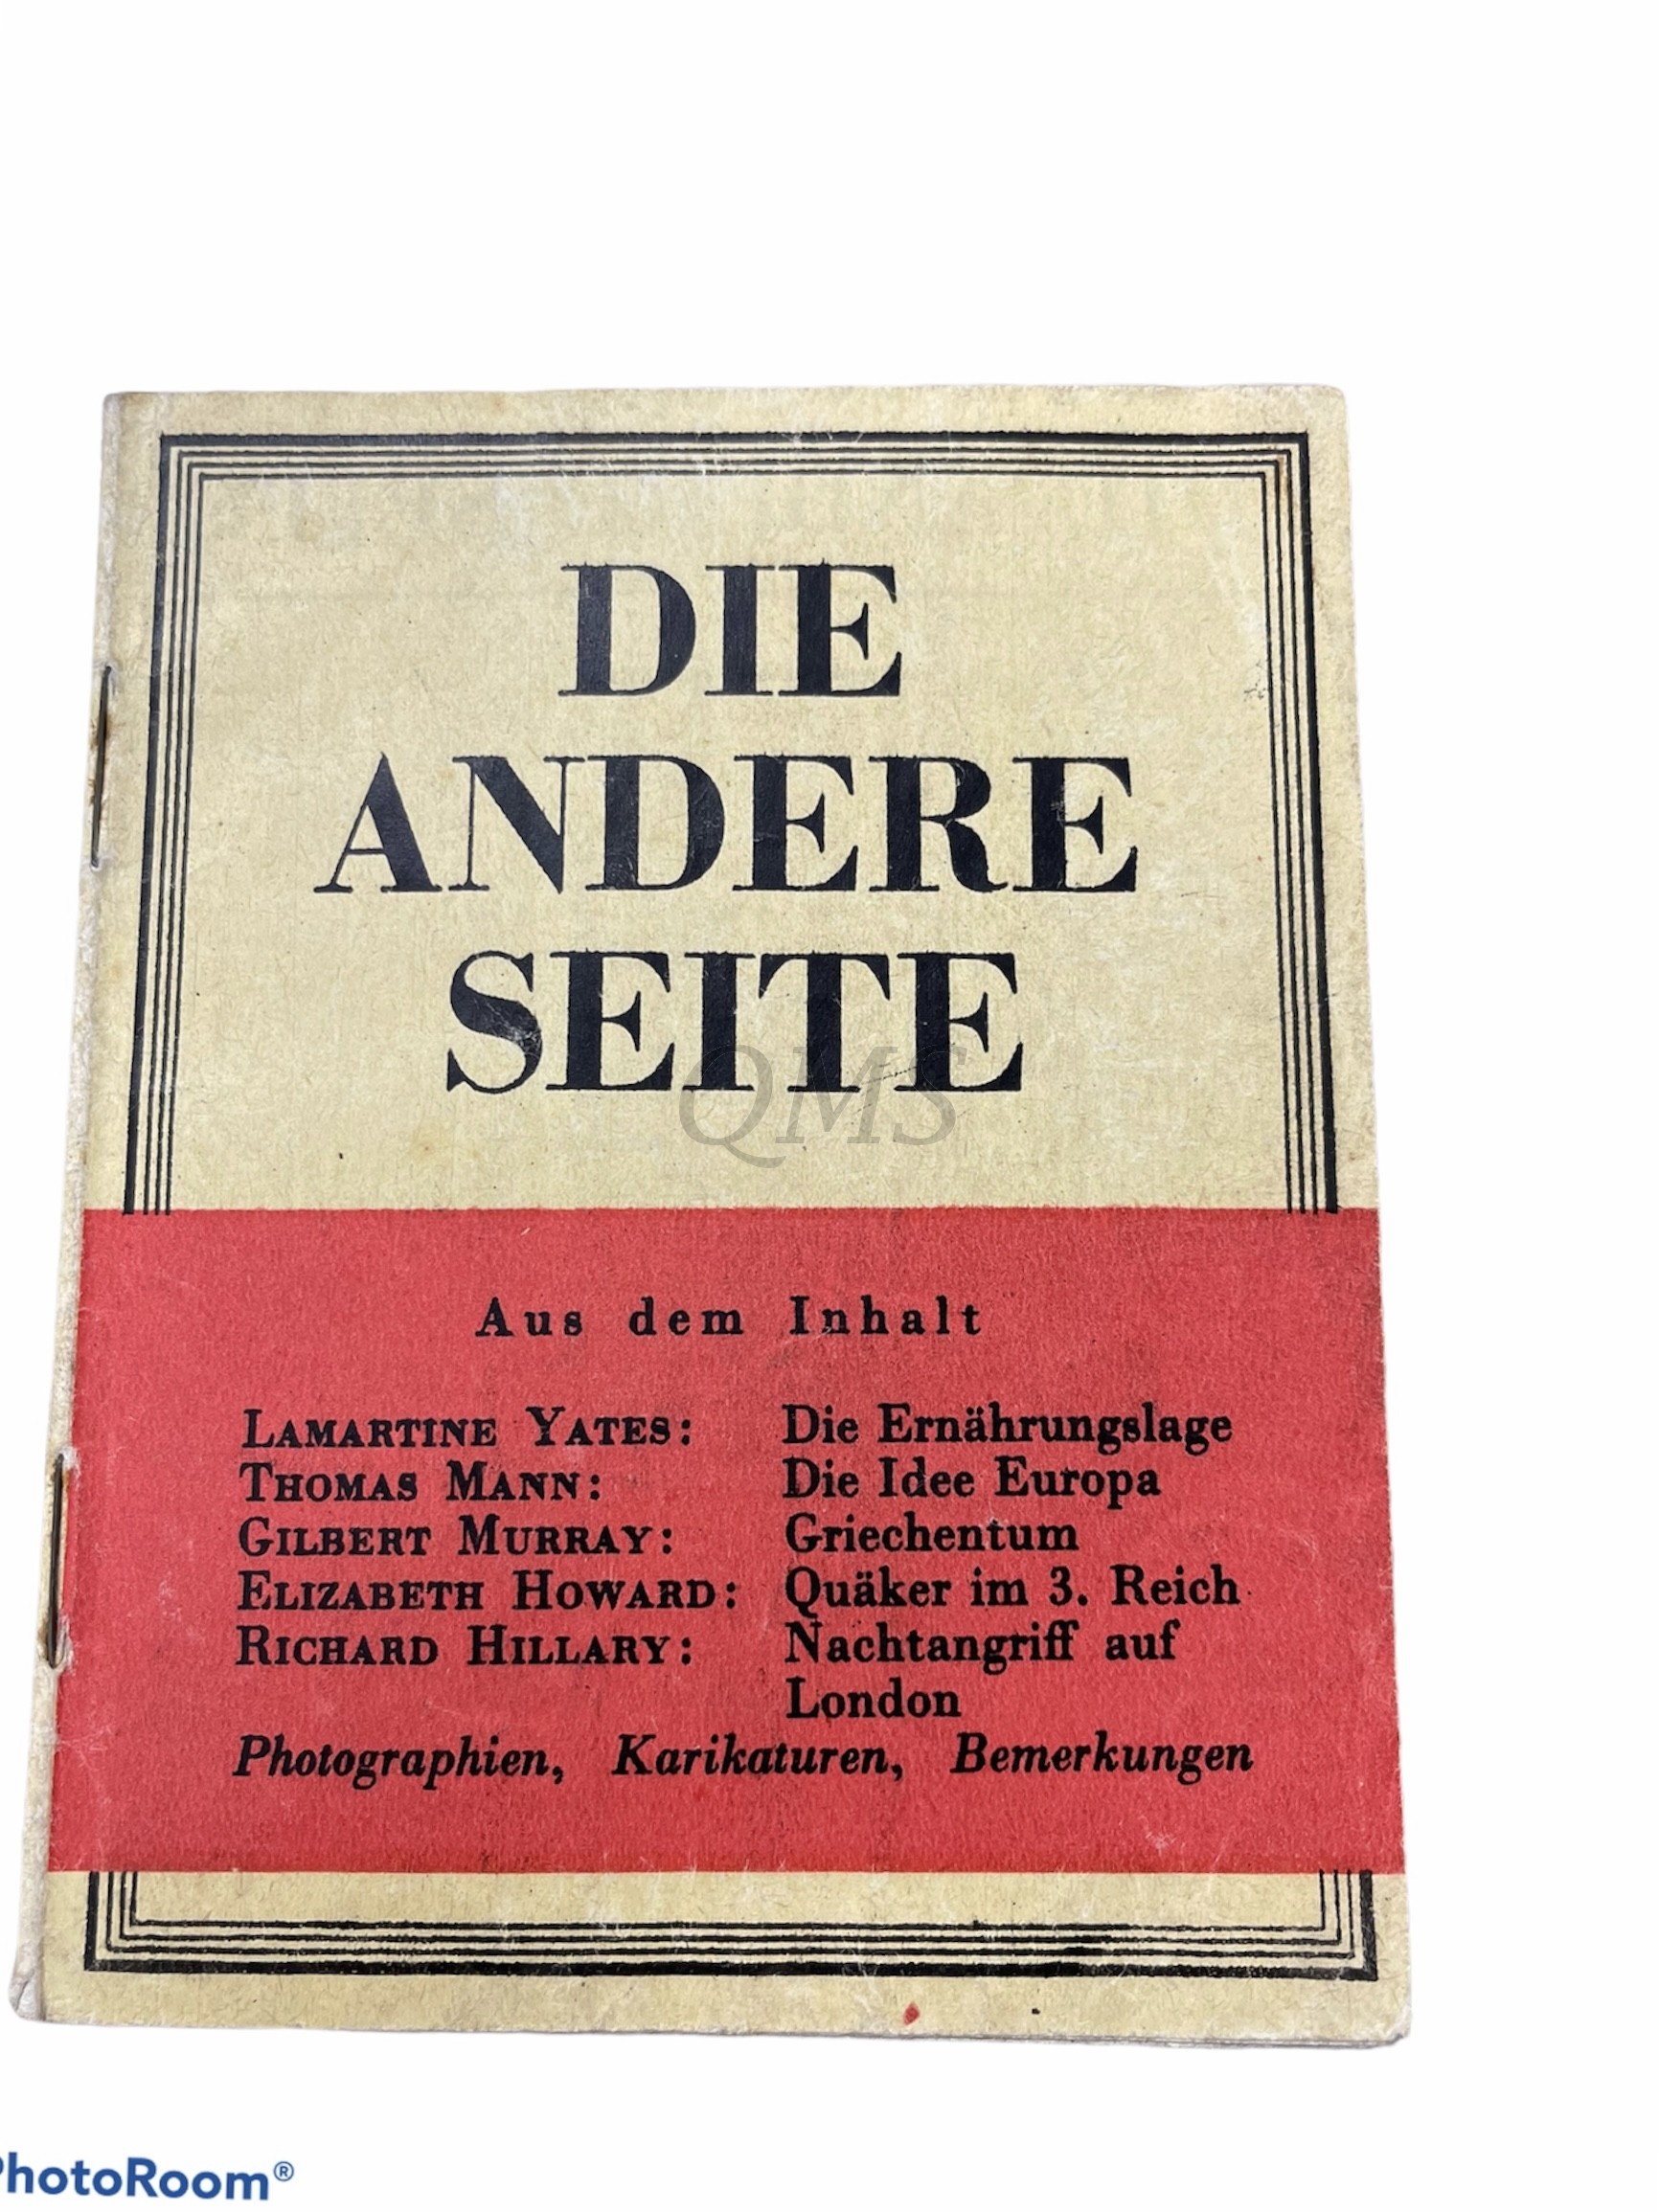 DIE
ANDERE
SEITE
QMS
Aus dem Inhalt
LAMARTINE YATES: Die Ernährungslage
THOMAS MANN: Die Idee Europa
GILBERT MURRAY: Griechentum
ELIZABETH HOWARD: Quäker im 3. Reich
RICHARD HILLARY: Nachtangriff auf
London
Photographien, Karikaturen, Bemerkungen
PhotoRoom®